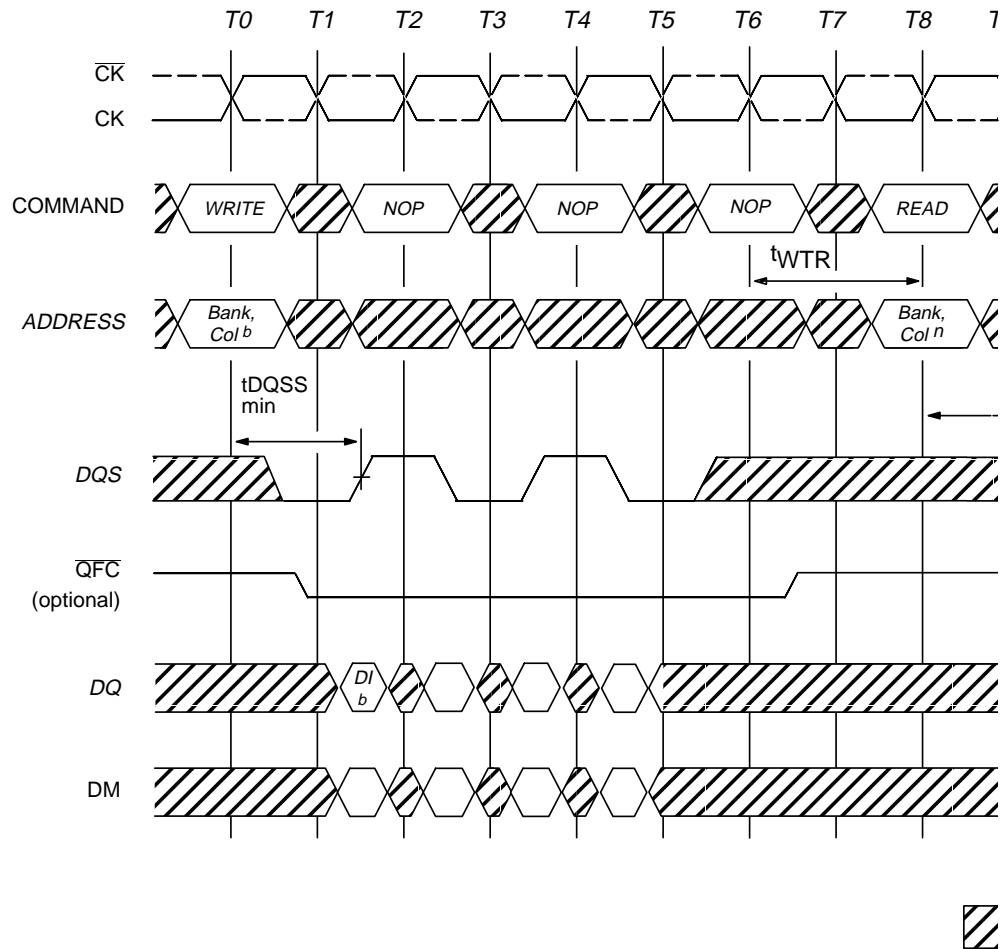 T0 T1 T2 T3 T4 T5 T6 T7 T8 T
CK
CK
COMMAND WRITE NOP NOP NOP READ
tWTR
ADDRESS Bank, Col b Bank, Col n
tDQSS
min
DQS
QFC
(optional)
DQ DI b
DM